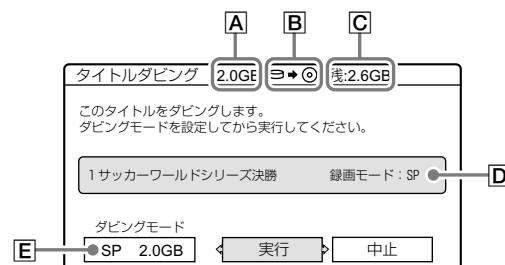 A B C
タイトルダビング 2.0GB 残:2.6GB
このタイトルをダビングします。
ダビングモードを設定してから実行してください。
1 サッカーワールドシリーズ決勝 録画モード：SP D
ダビングモード
E SP 2.0GB 実行 中止